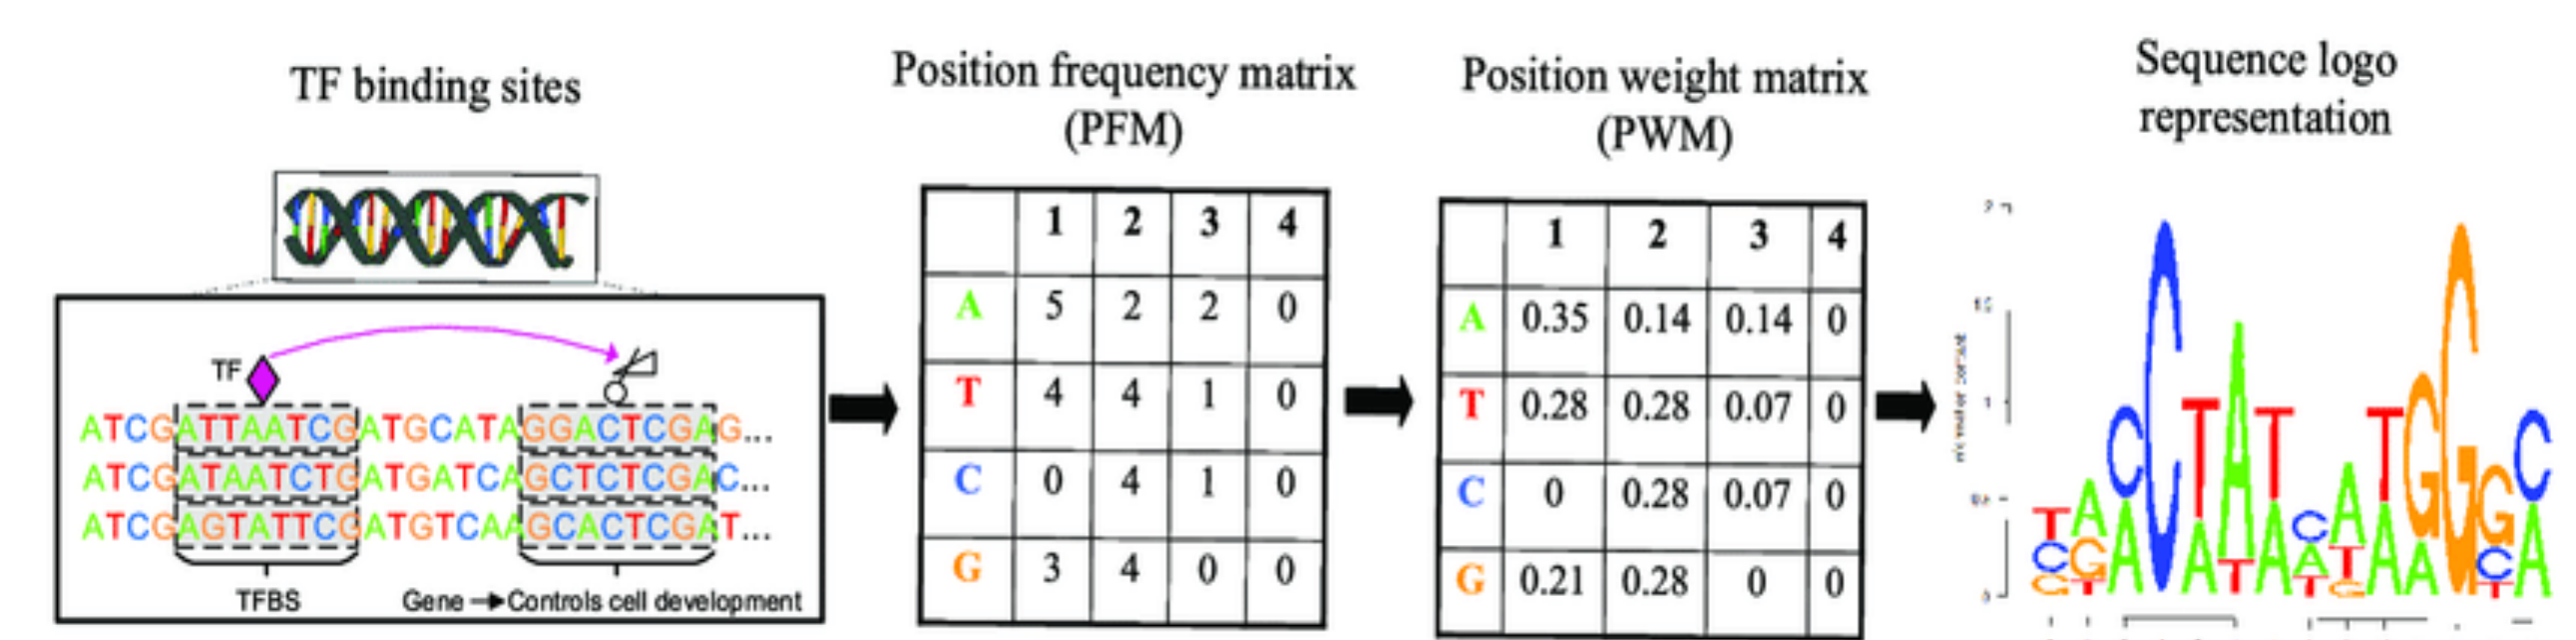 TF binding sites
TF
ATCGATTAATCGATGCATAGGACTCGAG...
ATCGATAATCTGATGATCAGCTCTCGAC...
ATCGAGTATTCGATGTCAAGCACTCGAT...
TFBS
Gene → Controls cell development
Position frequency matrix
(PFM)
1 2 3 4
A 5 2 2 0
T 4 4 1 0
C 0 4 1 0
G 3 4 0 0
Position weight matrix
(PWM)
1 2 3 4
A 0.35 0.14 0.14 0
T 0.28 0.28 0.07 0
C 0 0.28 0.07 0
G 0.21 0.28 0 0
Sequence logo
representation
2
1
T A C C T A T C A T G G G C
C G A A T A A T A A C A
G T T G T